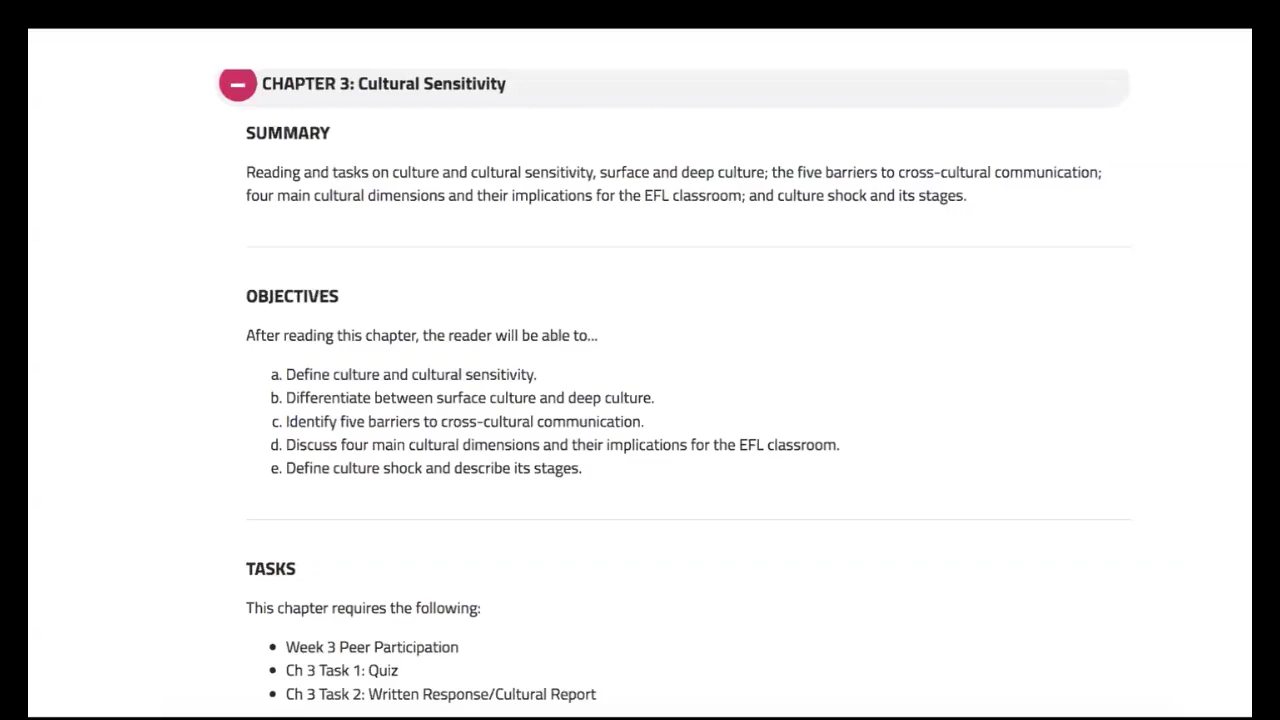 CHAPTER 3: Cultural Sensitivity
SUMMARY
Reading and tasks on culture and cultural sensitivity, surface and deep culture; the five barriers to cross-cultural communication;
four main cultural dimensions and their implications for the EFL classroom; and culture shock and its stages.
OBJECTIVES
After reading this chapter, the reader will be able to...
a. Define culture and cultural sensitivity.
b. Differentiate between surface culture and deep culture.
c. Identify five barriers to cross-cultural communication.
d. Discuss four main cultural dimensions and their implications for the EFL classroom.
e. Define culture shock and describe its stages.
TASKS
This chapter requires the following:
• Week 3 Peer Participation
• Ch 3 Task 1: Quiz
• Ch 3 Task 2: Written Response/Cultural Report